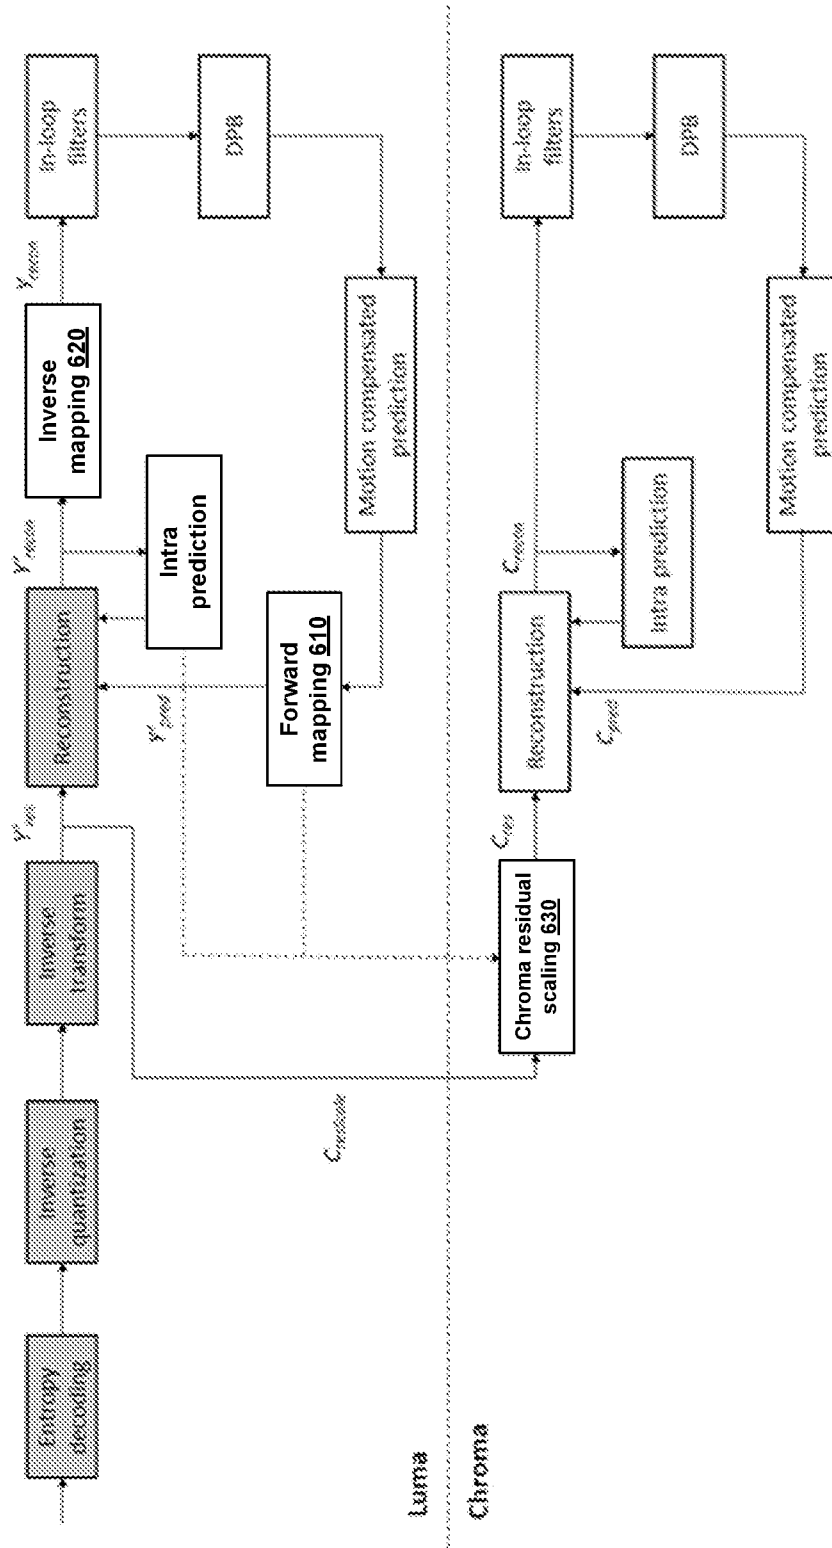 Entropy
decoding
Inverse
quantization
Inverse
transform
Y'res
Reconstruction
Y'recon
Inverse
mapping 620
Yrecon
In-loop
filters
DPB
Intra
prediction
Y'pred
Forward
mapping 610
Motion compensated
prediction
Luma
Chroma
Chroma residual
scaling 630
Cres
Reconstruction
Crecon
Intra prediction
Cpred
In-loop
filters
DPB
Motion compensated
prediction